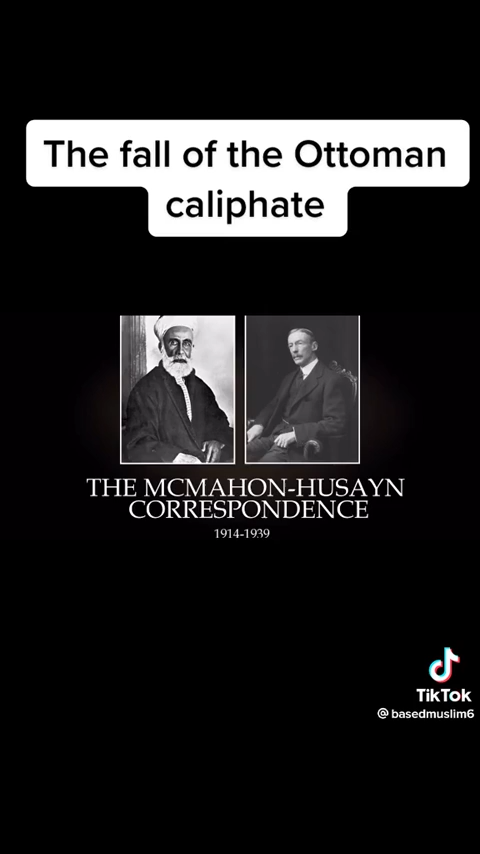 The fall of the Ottoman
caliphate
THE MCMAHON-HUSAYN
CORRESPONDENCE
1914-1939
TikTok
@ basedmuslim6